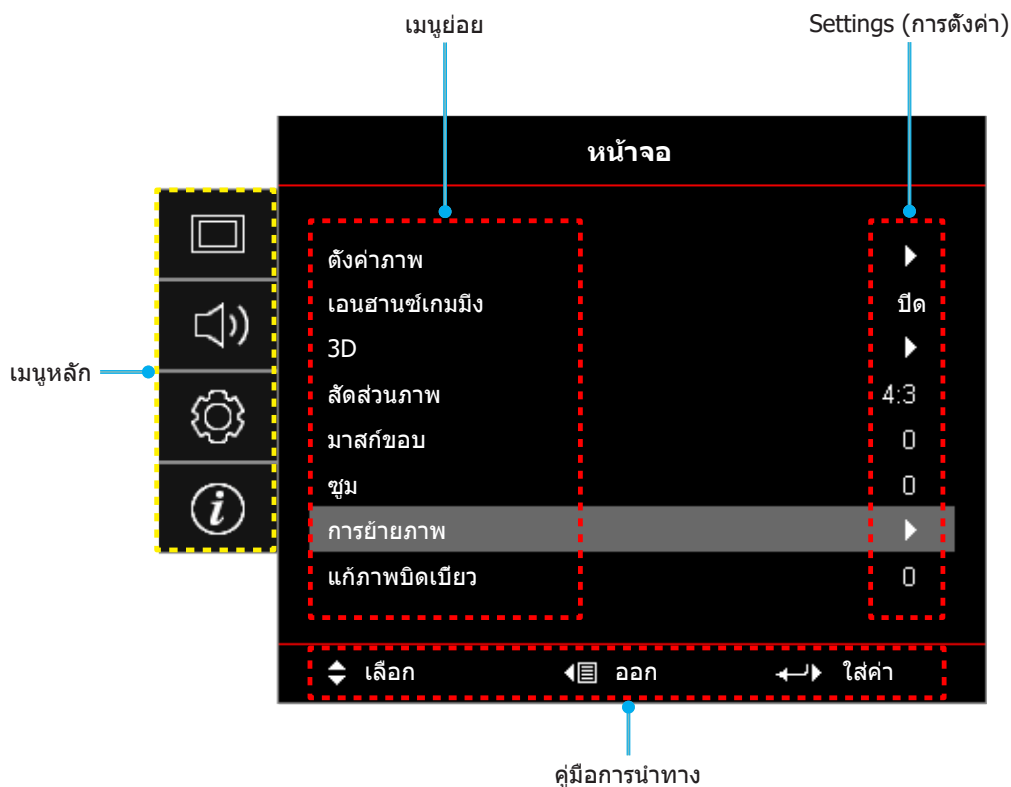 เมนูย่อย
Settings (การตั้งค่า)
หน้าจอ
ตั้งค่าภาพ
เอนฮานซ์เกมมิ่ง ปิด
3D
เมนูหลัก
สัดส่วนภาพ 4:3
มาสก์ขอบ 0
ซูม 0
การย้ายภาพ
แก้ภาพบิดเบี้ยว 0
เลือก ออก ใส่ค่า
คู่มือการนำทาง